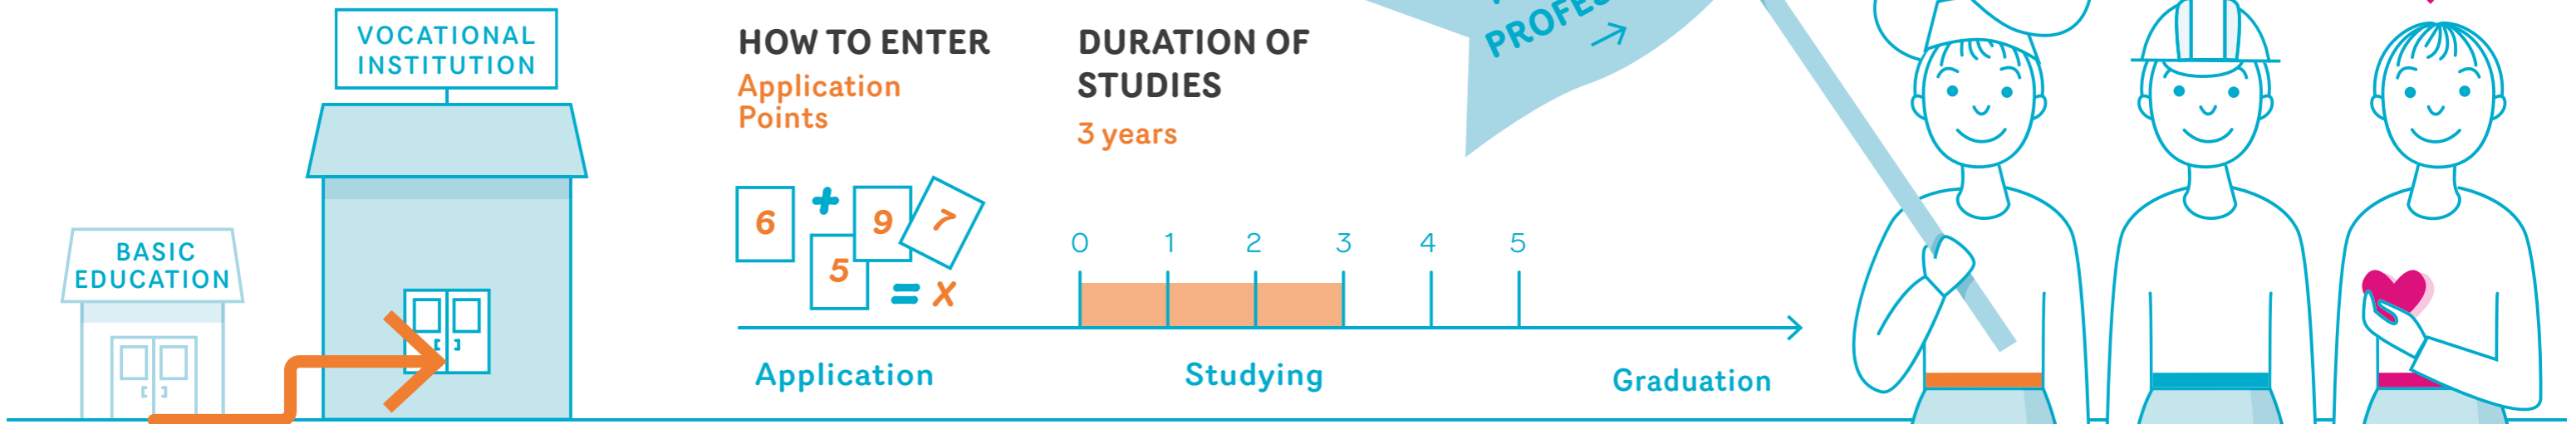 VOCATIONAL
INSTITUTION
BASIC
EDUCATION
HOW TO ENTER
Application
Points
6 + 9 7
5
= X
DURATION OF
STUDIES
3 years
0 1 2 3 4 5
Application
Studying
Graduation